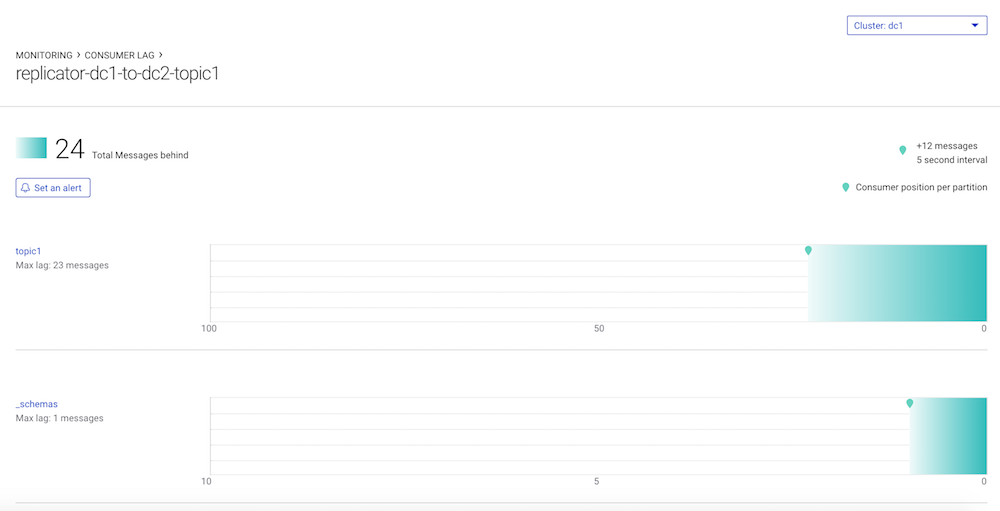 Cluster: dc1
MONITORING > CONSUMER LAG >
replicator-dc1-to-dc2-topic1
24 Total Messages behind
+12 messages
5 second interval
Set an alert
Consumer position per partition
topic1
Max lag: 23 messages
100 50 0
_schemas
Max lag: 1 messages
10 5 0